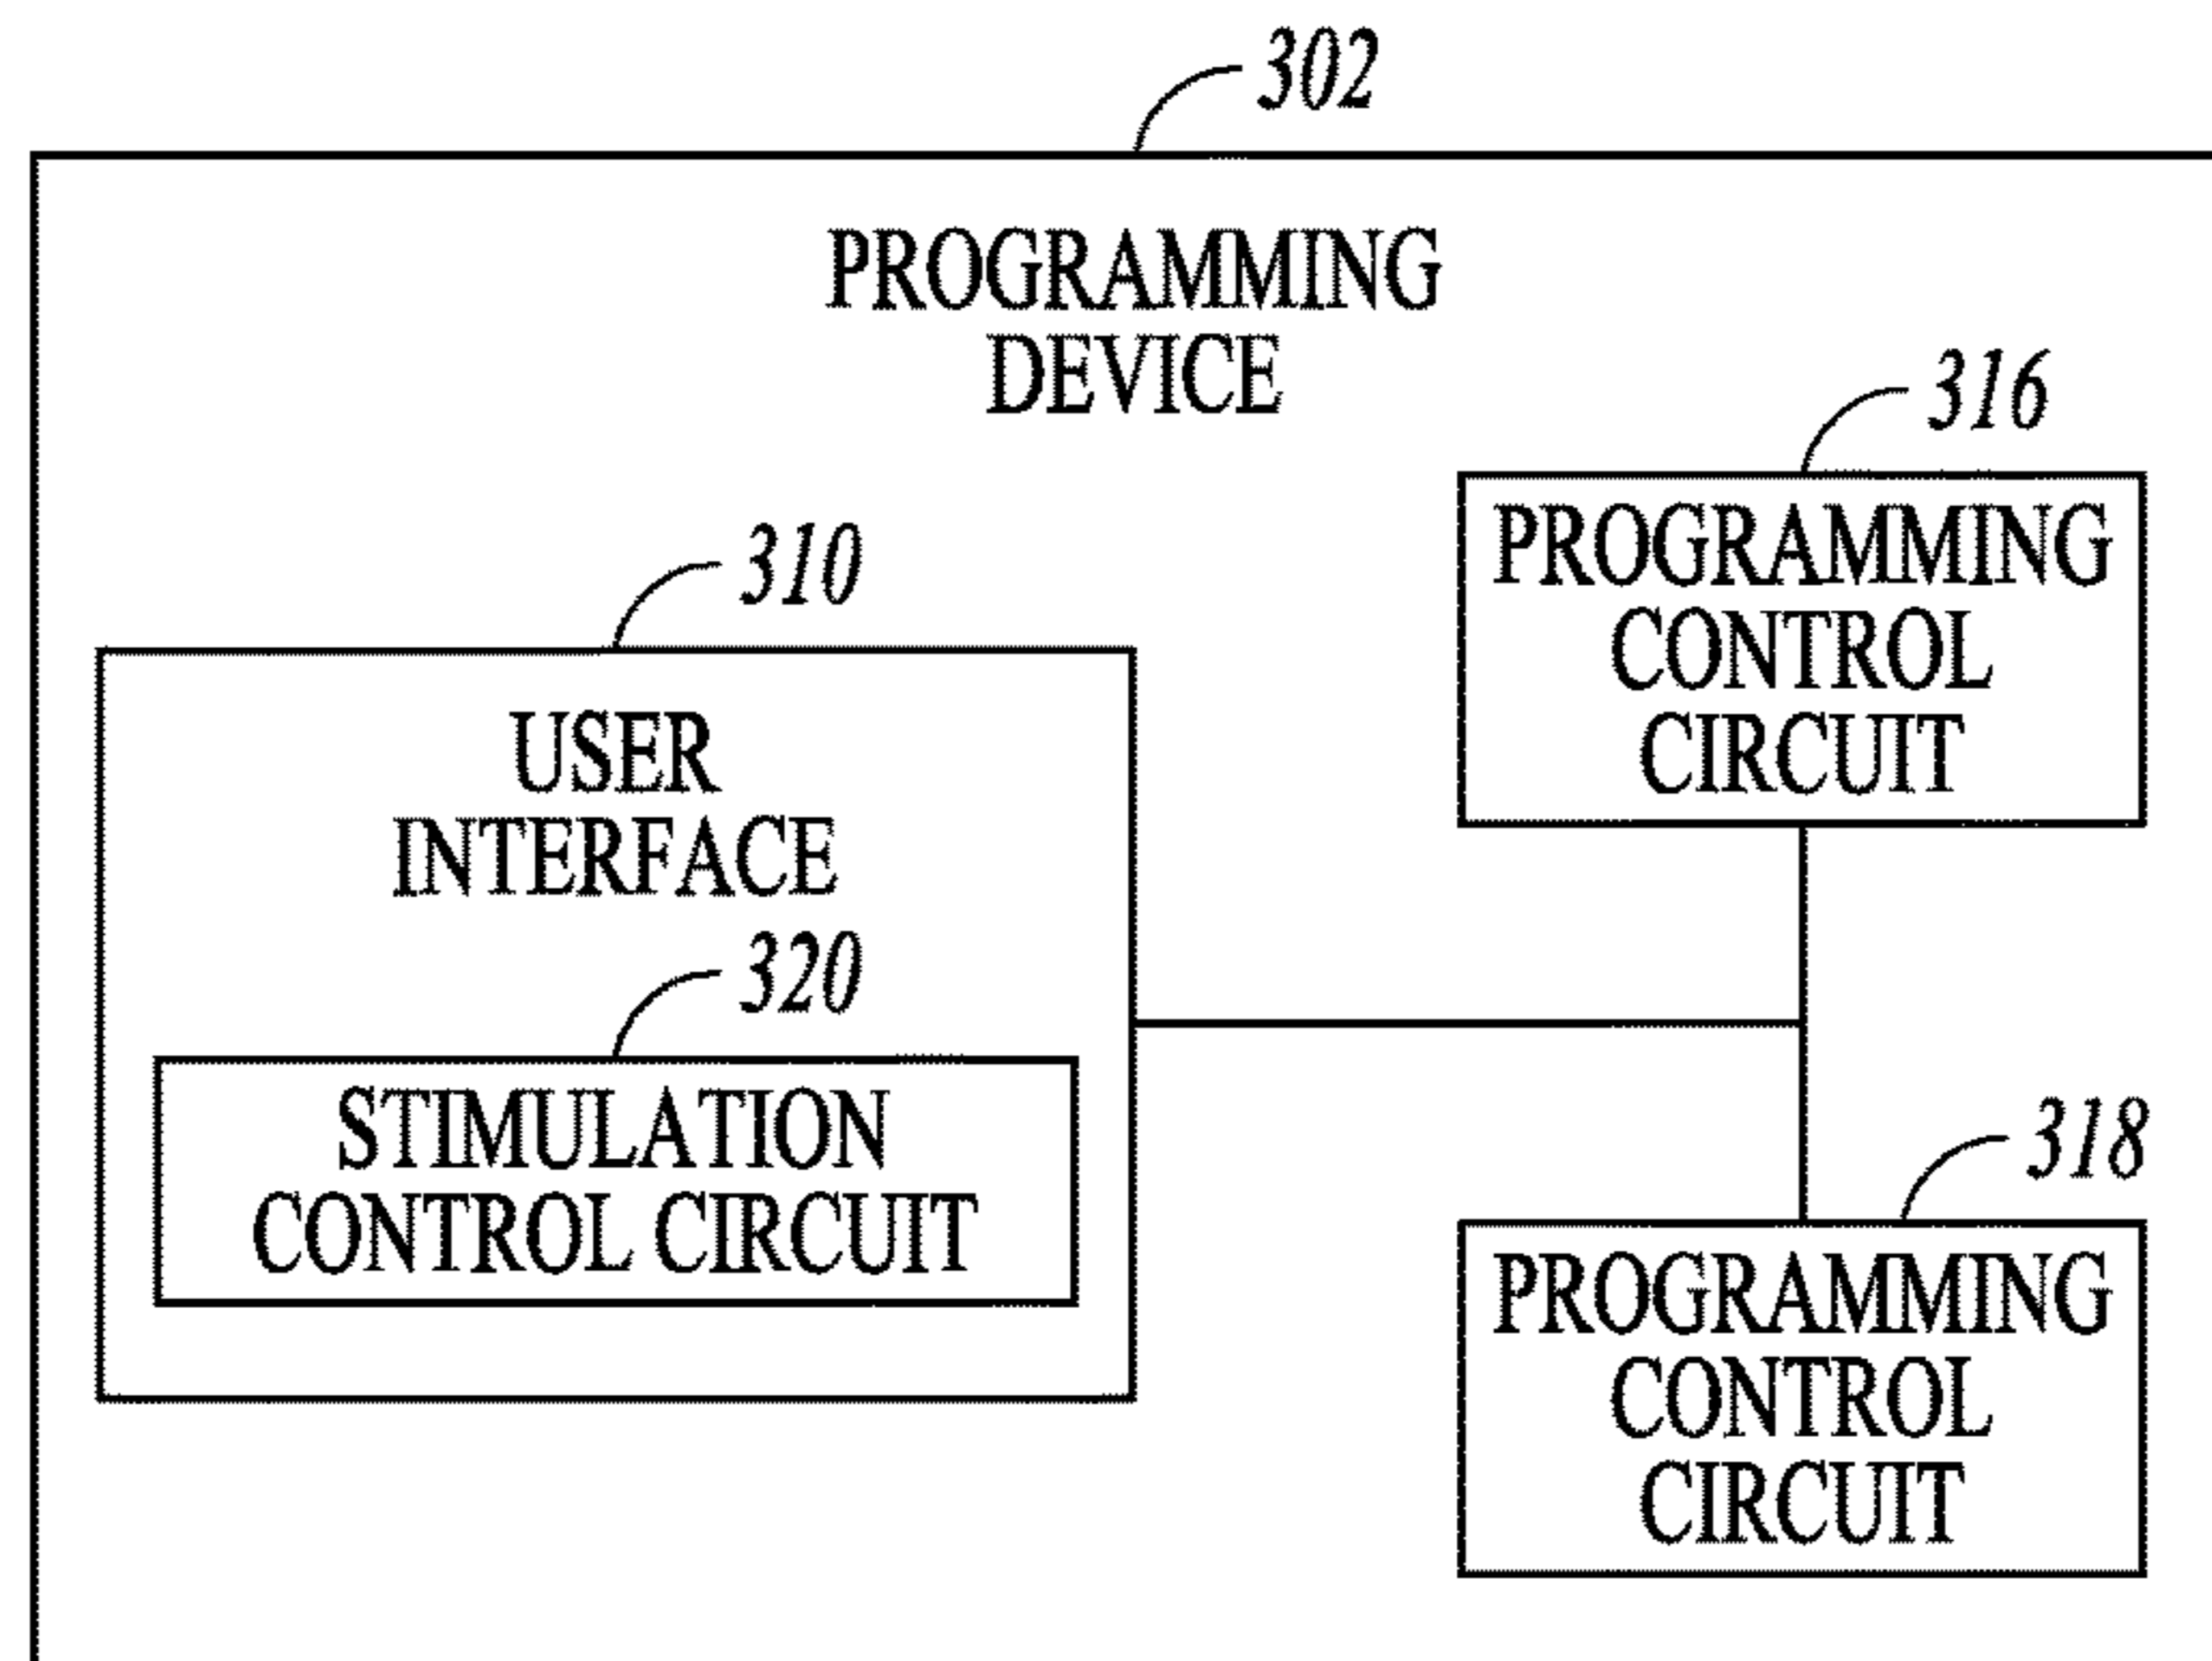 302
PROGRAMMING
DEVICE
316
PROGRAMMING
CONTROL
CIRCUIT
310
USER
INTERFACE
320
STIMULATION
CONTROL CIRCUIT
318
PROGRAMMING
CONTROL
CIRCUIT